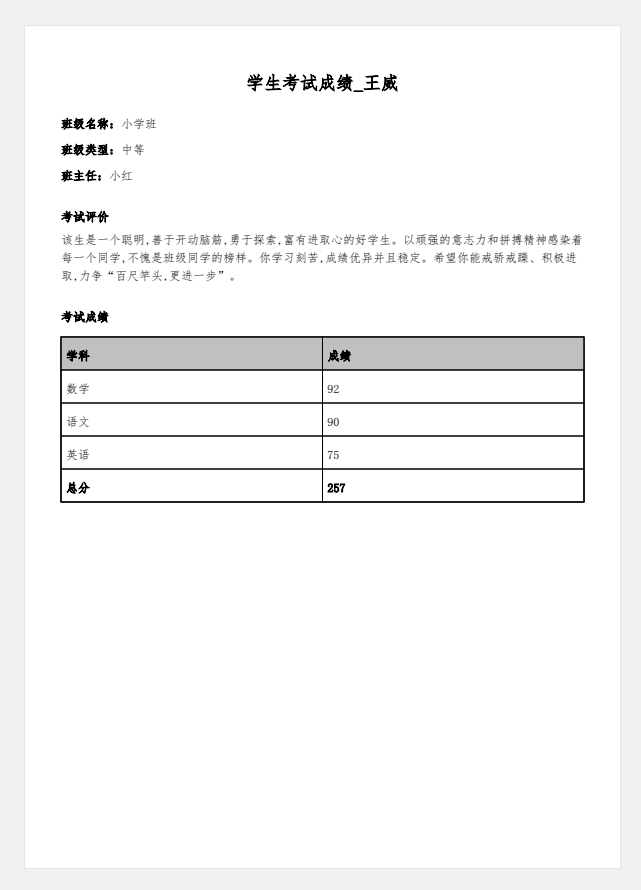 学生考试成绩_王威
班级名称：小学班
班级类型：中等
班主任：小红
考试评价
该生是一个聪明,善于开动脑筋,勇于探索,富有进取心的好学生。以顽强的意志力和拼搏精神感染着
每一个同学,不愧是班级同学的榜样。你学习刻苦,成绩优异并且稳定。希望你能戒骄戒躁、积极进
取,力争“百尺竿头,更进一步”。
考试成绩
学科 成绩
数学 92
语文 90
英语 75
总分 257